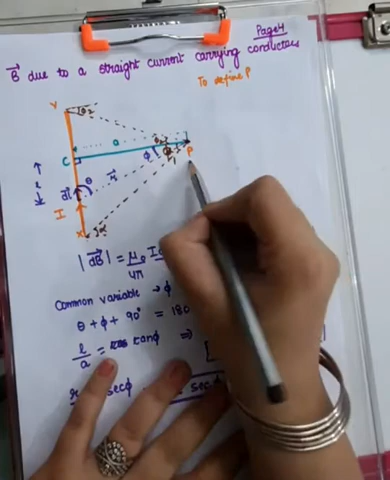 Page 4
B⃗ due to a straight current carrying conductors
To define P
Y
φ2
a
C
φ
P
l
θ
r⃗
dl
I
X
|dB⃗| = μ0 I
4π
Common variable → φ
θ + φ + 90° = 180
l/a = tanφ ⇒
secφ
sec